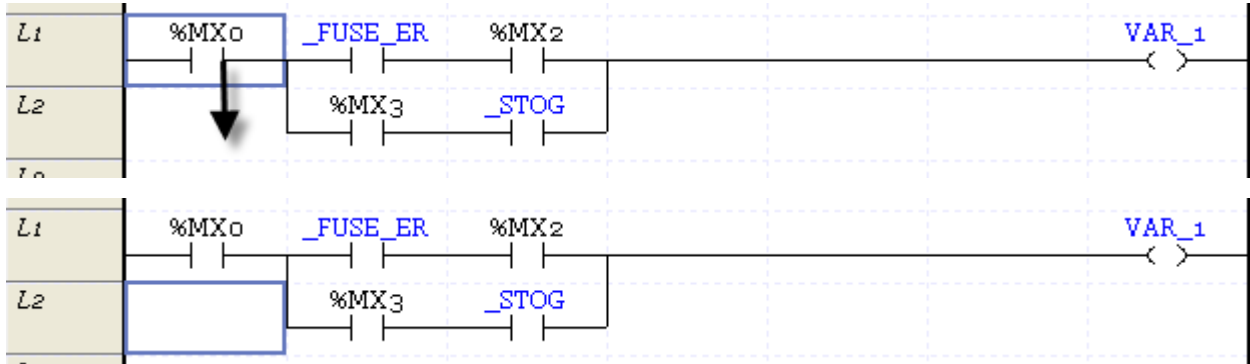 L1 %MX0 _FUSE_ER %MX2 VAR_1
L2 %MX3 _STOG
L1 %MX0 _FUSE_ER %MX2 VAR_1
L2 %MX3 _STOG